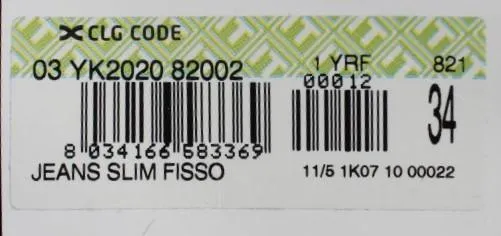 CLG CODE
03 YK2020 82002
1 YRF
821
00012
34
8 034166 583369
JEANS SLIM FISSO
11/5 1K07 10 00022